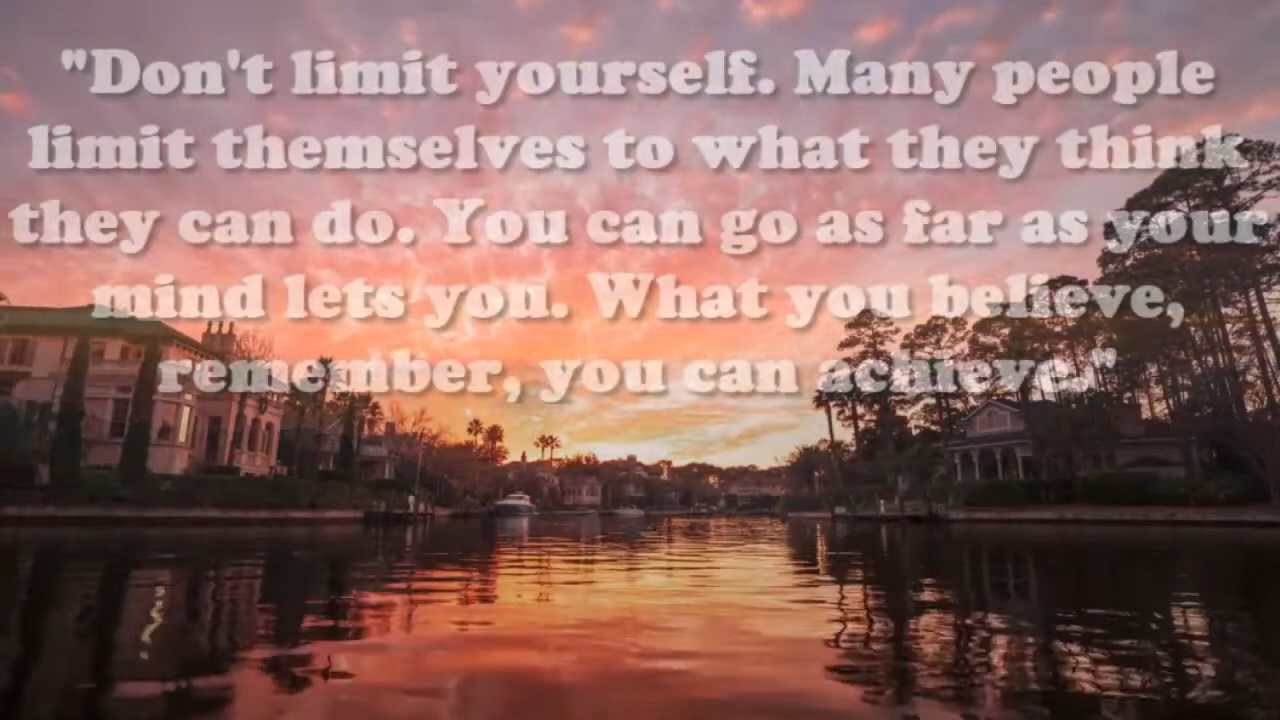 "Don't limit yourself. Many people
limit themselves to what they think
they can do. You can go as far as your
mind lets you. What you believe,
remember, you can achieve."